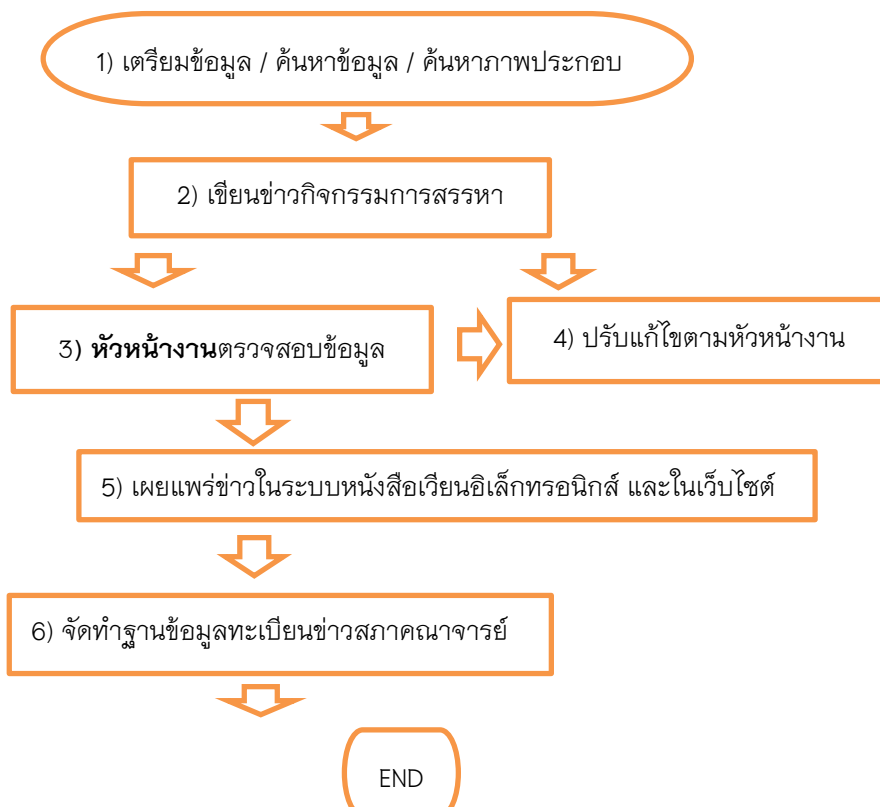 1) เตรียมข้อมูล / ค้นหาข้อมูล / ค้นหาภาพประกอบ
2) เขียนข่าวกิจกรรมการสรรหา
3) หัวหน้างานตรวจสอบข้อมูล
4) ปรับแก้ไขตามหัวหน้างาน
5) เผยแพร่ข่าวในระบบหนังสือเวียนอิเล็กทรอนิกส์ และในเว็บไซต์
6) จัดทำฐานข้อมูลทะเบียนข่าวสภาคณาจารย์
END